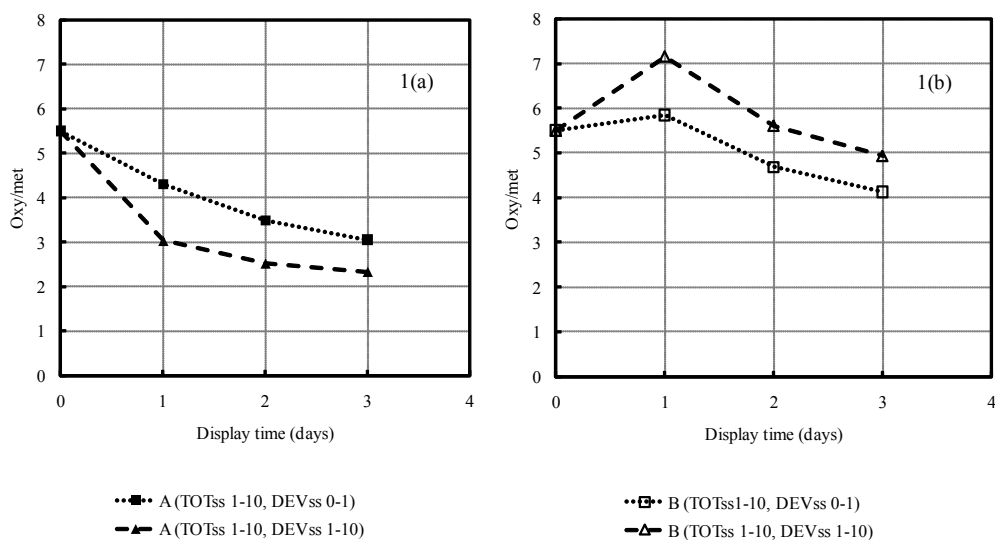 8
7
6
5
4
3
2
1
0
Oxy/met
1(a)
0 1 2 3 4
Display time (days)
A (TOTss 1-10, DEVss 0-1)
A (TOTss 1-10, DEVss 1-10)
8
7
6
5
4
3
2
1
0
Oxy/met
1(b)
0 1 2 3 4
Display time (days)
B (TOTss1-10, DEVss 0-1)
B (TOTss 1-10, DEVss 1-10)